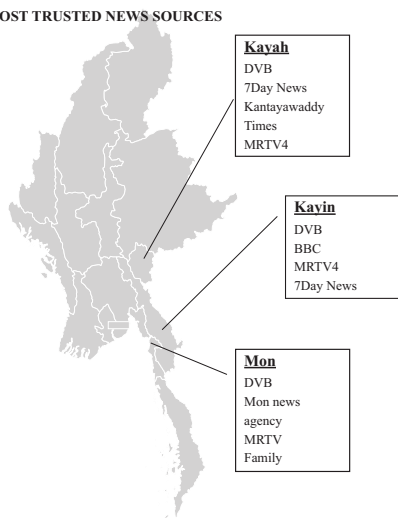 OST TRUSTED NEWS SOURCES
Kayah
DVB
7Day News
Kantayawaddy
Times
MRTV4
Kayin
DVB
BBC
MRTV4
7Day News
Mon
DVB
Mon news
agency
MRTV
Family